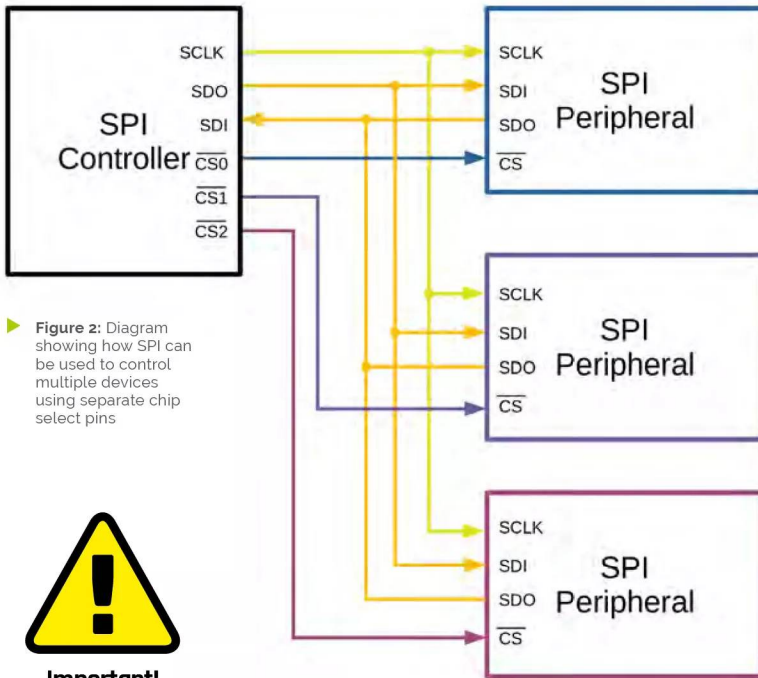 SCLK
SDO
SDI
SPI
Controller
CS0
CS1
CS2
SCLK
SDI
SDO
CS
SPI
Peripheral
SCLK
SDI
SDO
CS
SPI
Peripheral
SCLK
SDI
SDO
CS
SPI
Peripheral
Figure 2: Diagram
showing how SPI can
be used to control
multiple devices
using separate chip
select pins
!
Important!